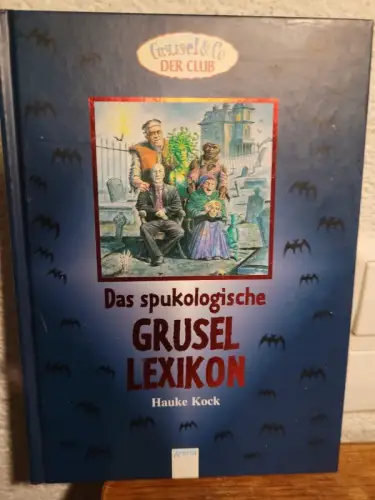 Grusel & Co
DER CLUB
Das spukologische
GRUSEL
LEXIKON
Hauke Kock
Arena